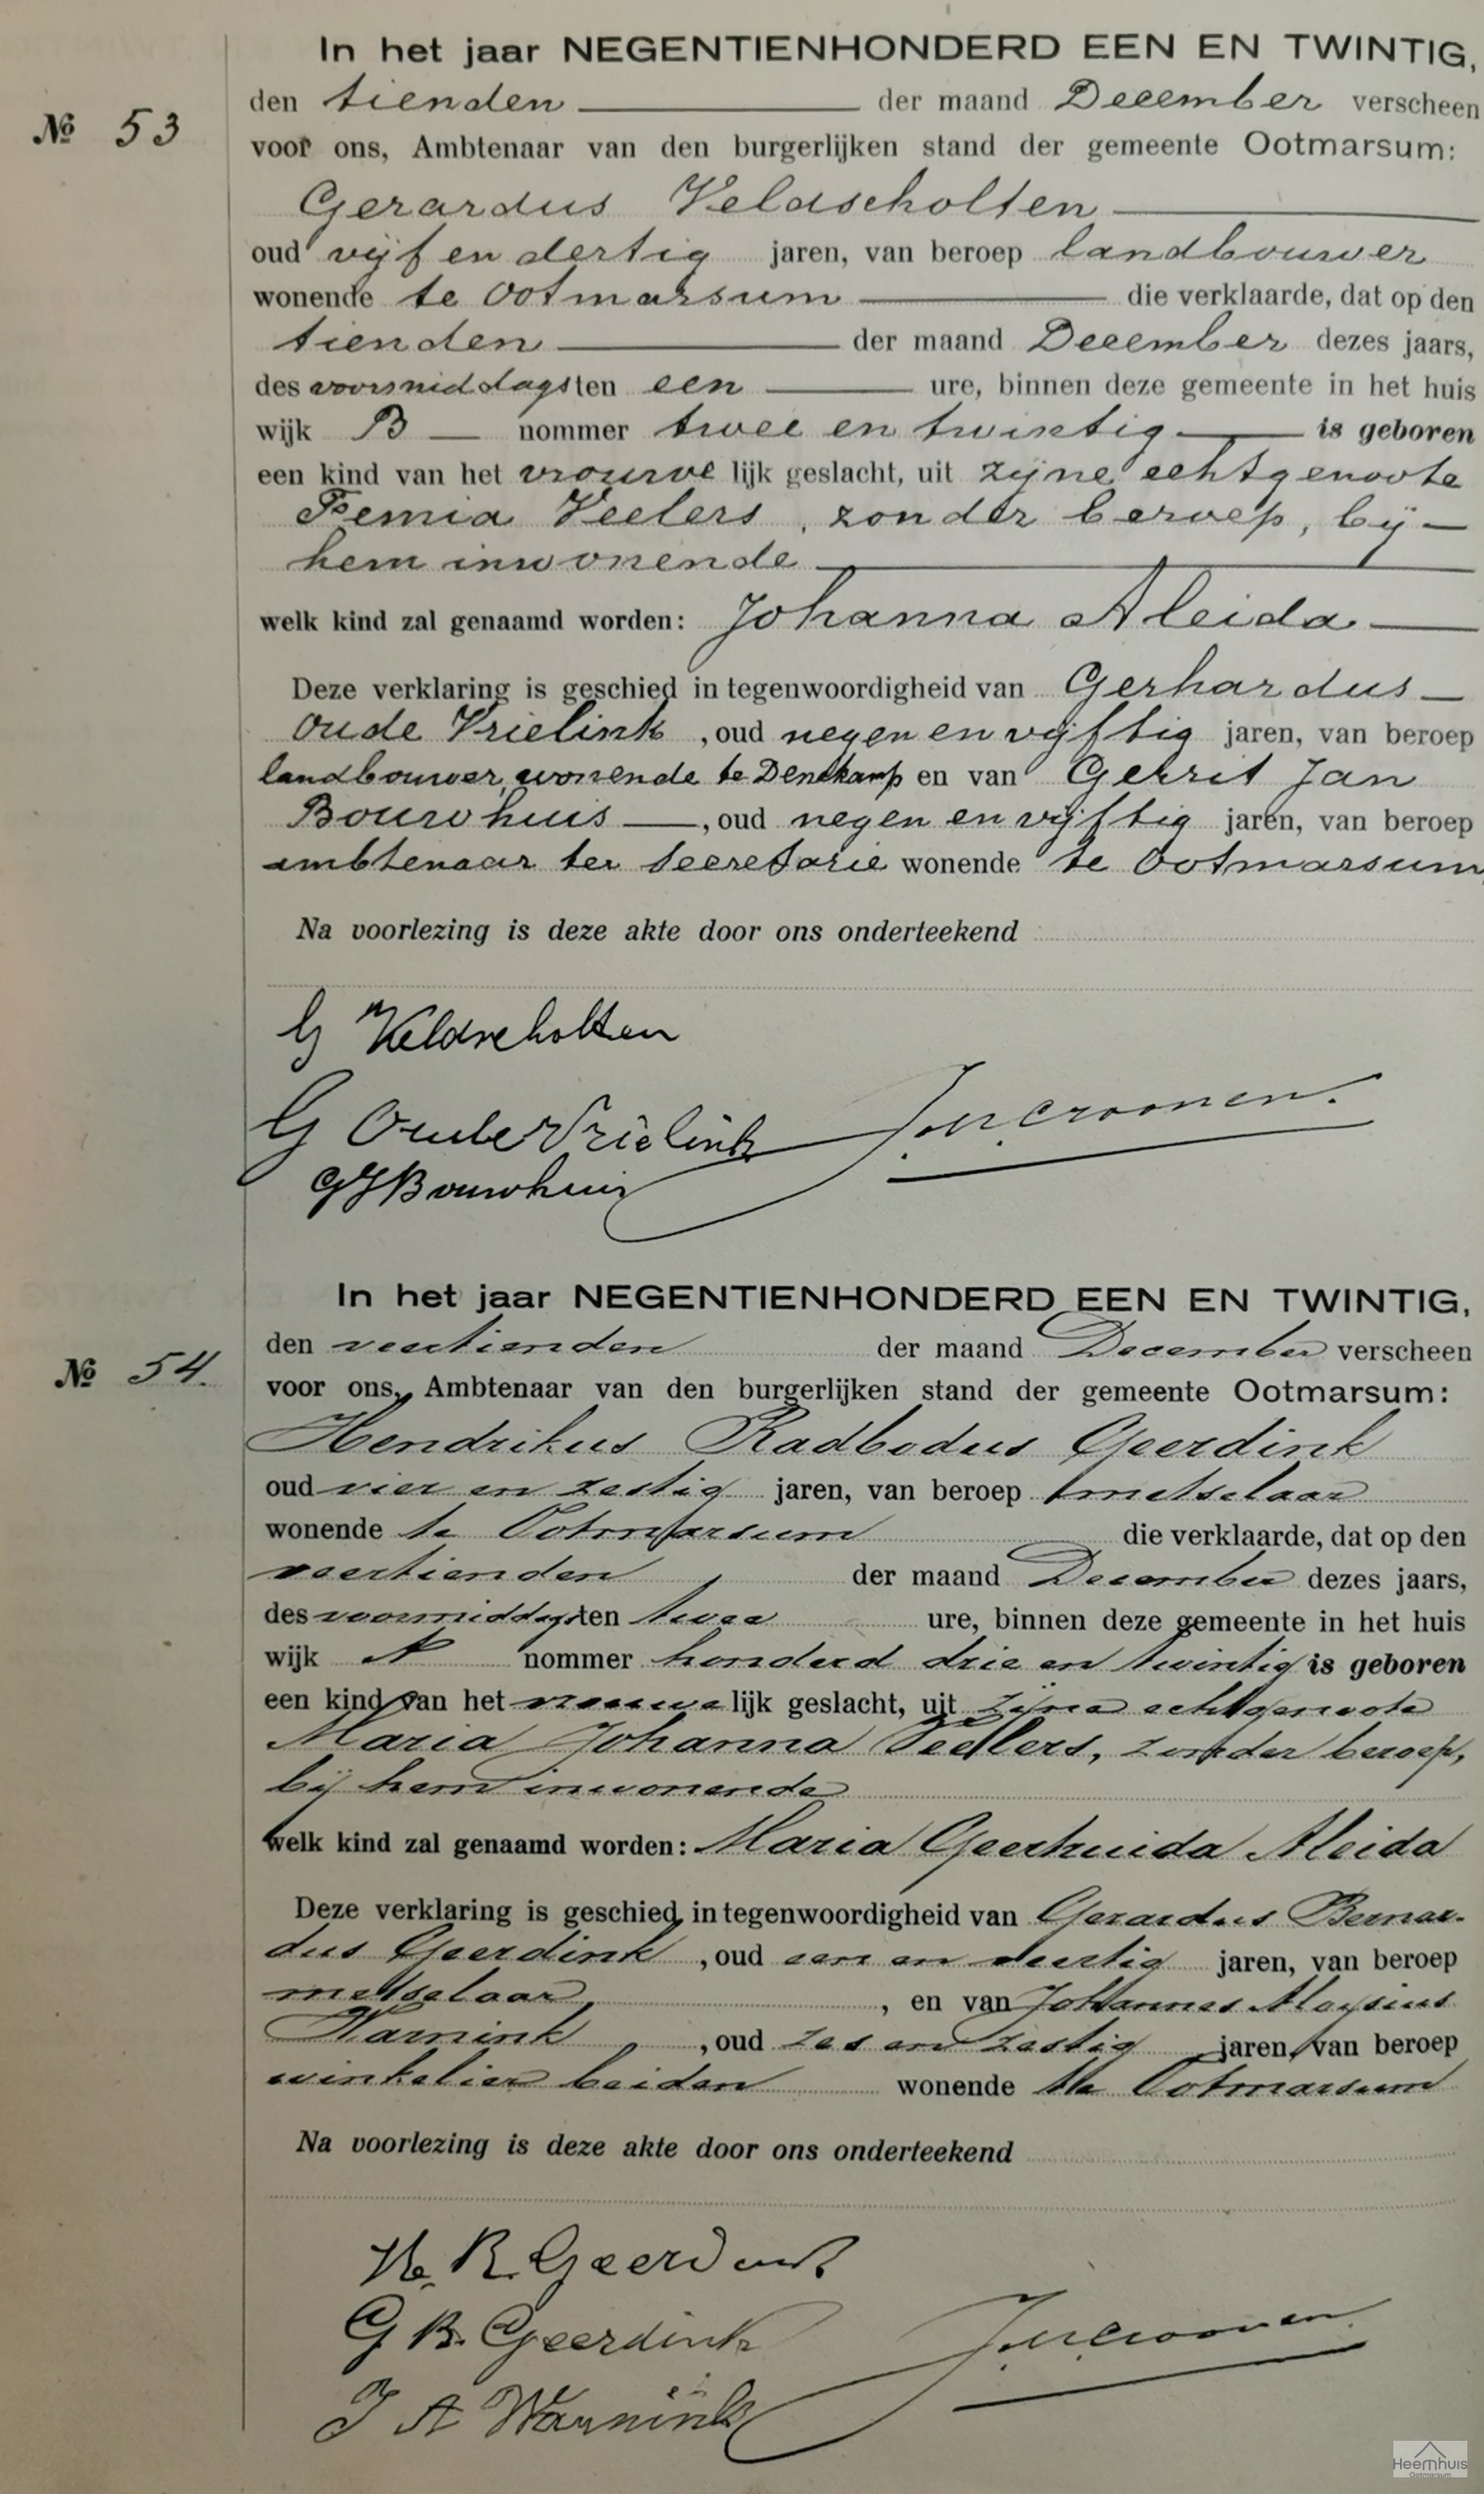 In het jaar NEGENTIENHONDERD EEN EN TWINTIG,
den tienden der maand December verscheen
№ 53
voor ons, Ambtenaar van den burgerlijken stand der gemeente Ootmarsum:
Gerardus Veldscholten
oud vijf en dertig jaren, van beroep landbouwer
wonende te Ootmarsum die verklaarde, dat op den
tienden der maand December dezes jaars,
des voormiddags ten een ure, binnen deze gemeente in het huis
wijk B nommer twee en twintig is geboren
een kind van het vrouwe lijk geslacht, uit zijne echtgenoote
Femia Veelers, zonder beroep, bij
hem inwonende
welk kind zal genaamd worden: Johanna Aleida
Deze verklaring is geschied in tegenwoordigheid van Gerhardus
oude Vrielink, oud negen en vijftig jaren, van beroep
landbouwer, wonende te Denekamp en van Gerrit Jan
Bouwhuis, oud negen en vijftig jaren, van beroep
ambtenaar ter secretarie wonende te Ootmarsum
Na voorlezing is deze akte door ons onderteekend
G Veldscholten
G Oude Vrielink
GJ Bouwhuis
In het jaar NEGENTIENHONDERD EEN EN TWINTIG,
den veertienden der maand December verscheen
№ 54.
voor ons, Ambtenaar van den burgerlijken stand der gemeente Ootmarsum:
Hendrikus Radbodus Geerdink
oud vier en zestig jaren, van beroep metselaar
wonende te Ootmarsum die verklaarde, dat op den
veertienden der maand December dezes jaars,
des voormiddags ten twee ure, binnen deze gemeente in het huis
wijk A nommer honderd drie en twintig is geboren
een kind van het vrouwe lijk geslacht, uit zijne echtgenoote
Maria Johanna, zonder beroep,
bij hem inwonende
welk kind zal genaamd worden: Maria Geerhuida Aleida
Deze verklaring is geschied in tegenwoordigheid van Gerardus Bernar-
dus Geerdink, oud een en dertig jaren, van beroep
metselaar, en van Johannes Aloysius
Warnink, oud zes en zestig jaren, van beroep
winkelier beiden wonende te Ootmarsum
Na voorlezing is deze akte door ons onderteekend
H. R. Geerdink
G B. Geerdink
J A Warnink
Heemhuis
Ootmarsum